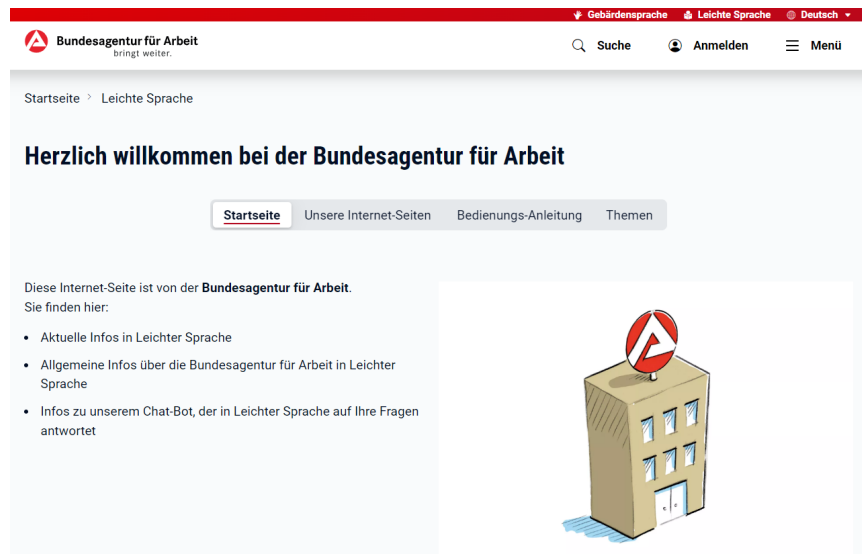 Gebärdensprache Leichte Sprache Deutsch
Bundesagentur für Arbeit
bringt weiter.
Suche Anmelden Menü
Startseite > Leichte Sprache
Herzlich willkommen bei der Bundesagentur für Arbeit
Startseite Unsere Internet-Seiten Bedienungs-Anleitung Themen
Diese Internet-Seite ist von der Bundesagentur für Arbeit.
Sie finden hier:
• Aktuelle Infos in Leichter Sprache
• Allgemeine Infos über die Bundesagentur für Arbeit in Leichter
Sprache
• Infos zu unserem Chat-Bot, der in Leichter Sprache auf Ihre Fragen
antwortet